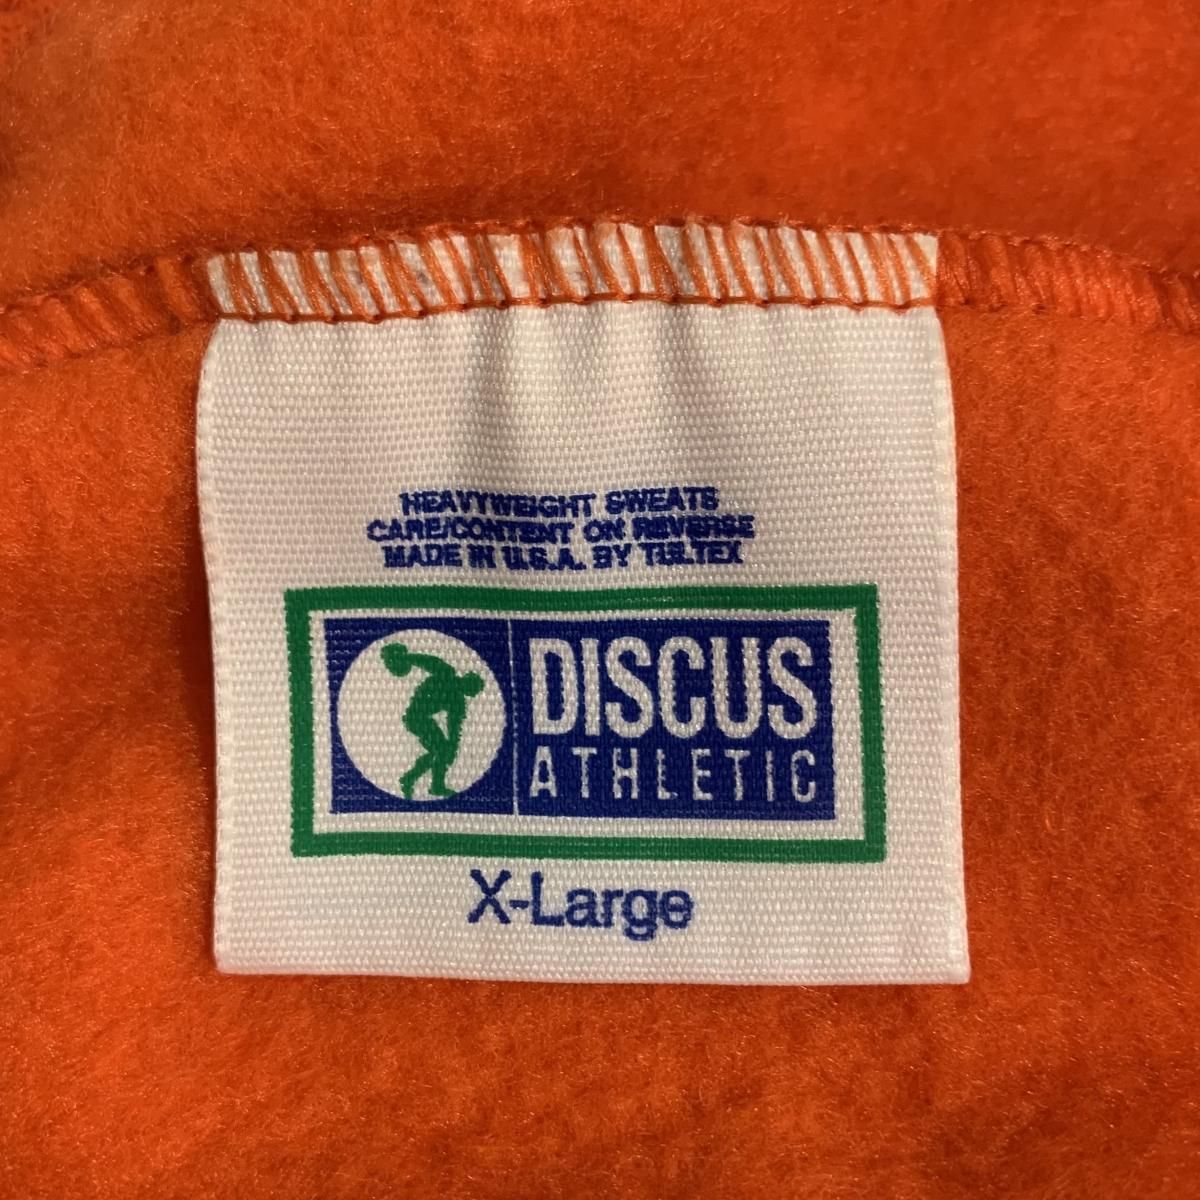 HEAVYWEIGHT SWEATS
CARE/CONTENT ON REVERSE
MADE IN U.S.A. BY TULTEX
DISCUS
ATHLETIC
X-Large